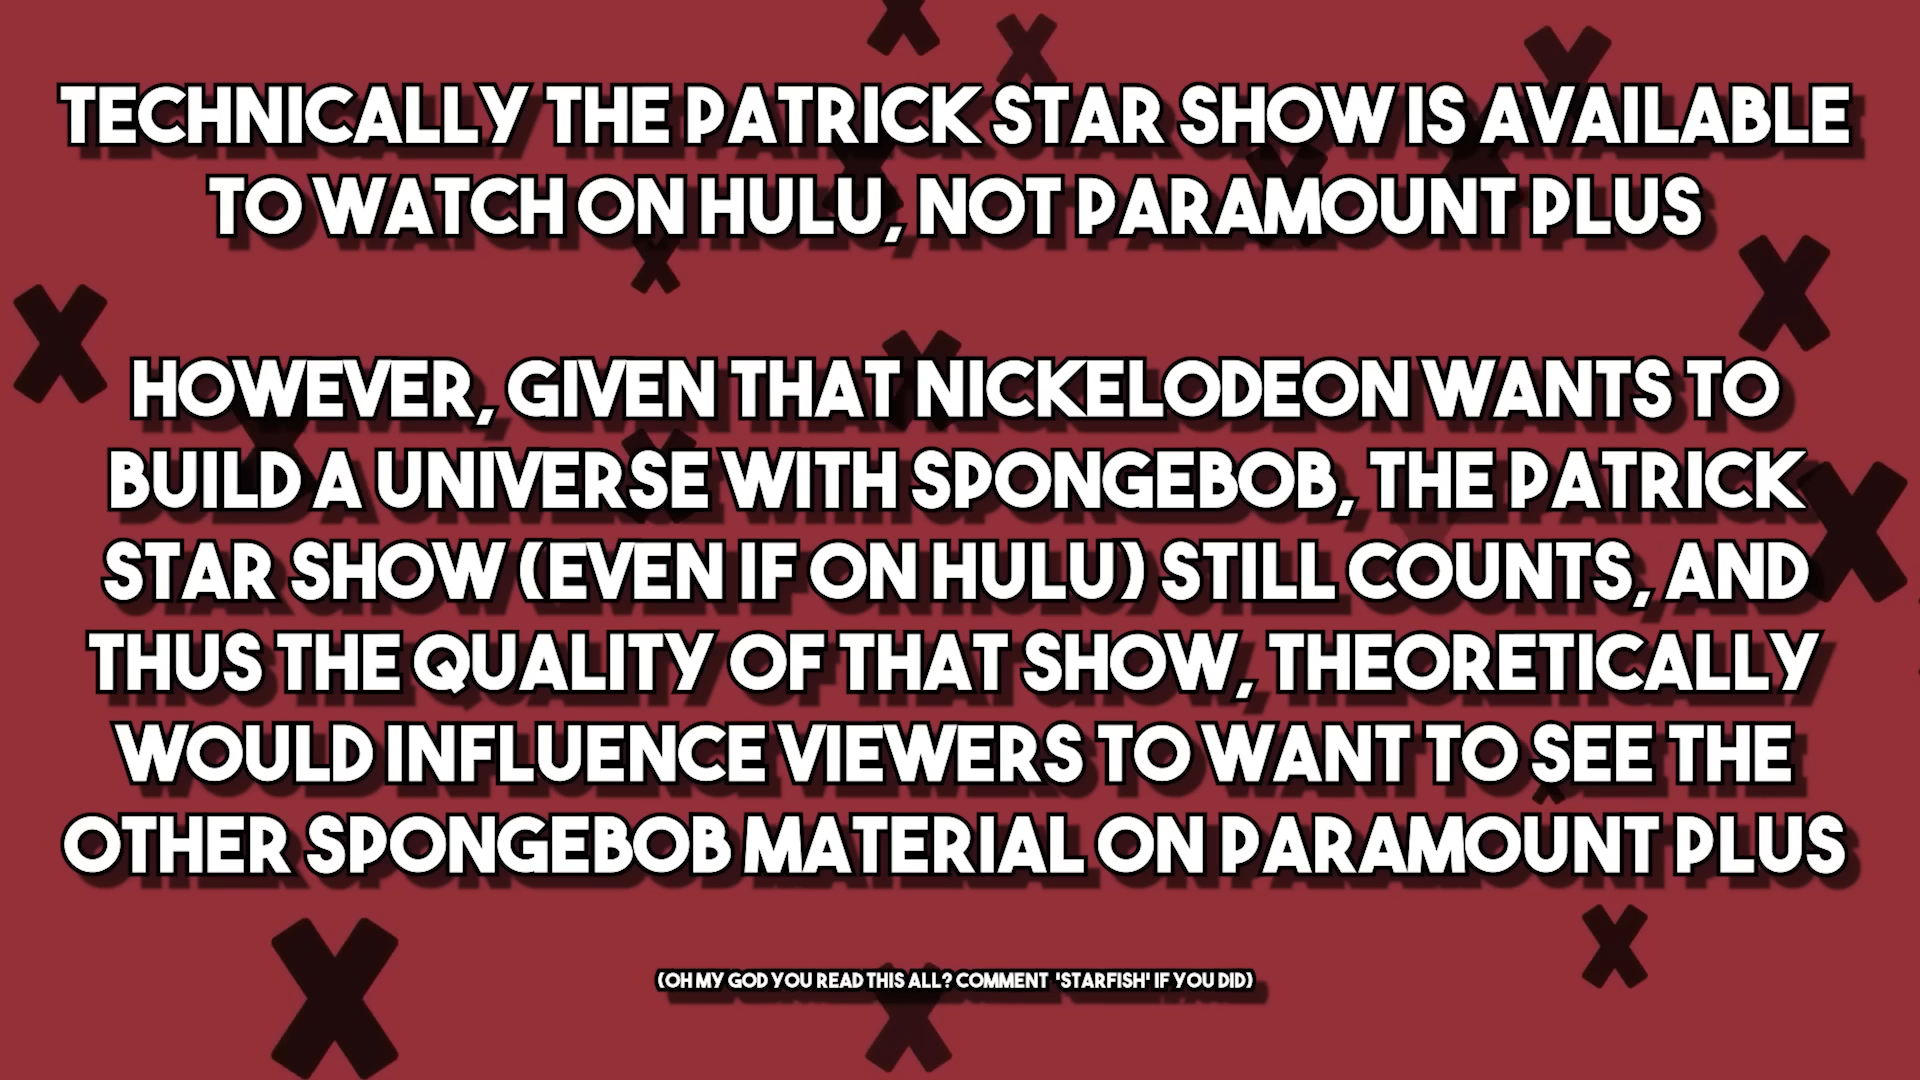 TECHNICALLY THE PATRICK STAR SHOW IS AVAILABLE
TO WATCH ON HULU, NOT PARAMOUNT PLUS
HOWEVER, GIVEN THAT NICKELODEON WANTS TO
BUILD A UNIVERSE WITH SPONGEBOB, THE PATRICK
STAR SHOW (EVEN IF ON HULU) STILL COUNTS, AND
THUS THE QUALITY OF THAT SHOW, THEORETICALLY
WOULD INFLUENCE VIEWERS TO WANT TO SEE THE
OTHER SPONGEBOB MATERIAL ON PARAMOUNT PLUS
(OH MY GOD YOU READ THIS ALL? COMMENT 'STARFISH' IF YOU DID)